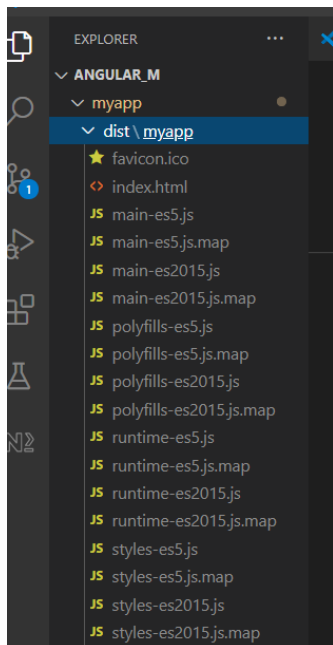 EXPLORER ...
ANGULAR_M
myapp
dist \ myapp
favicon.ico
<> index.html
JS main-es5.js
JS main-es5.js.map
JS main-es2015.js
JS main-es2015.js.map
JS polyfills-es5.js
JS polyfills-es5.js.map
JS polyfills-es2015.js
JS polyfills-es2015.js.map
JS runtime-es5.js
JS runtime-es5.js.map
JS runtime-es2015.js
JS runtime-es2015.js.map
JS styles-es5.js
JS styles-es5.js.map
JS styles-es2015.js
JS styles-es2015.js.map
1